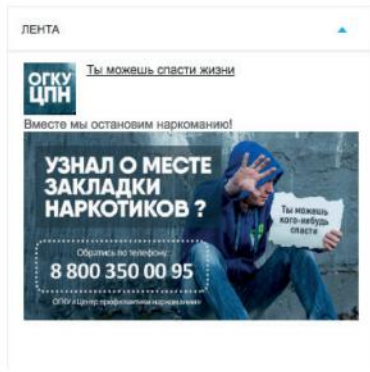 ЛЕНТА
ОГКУ
ЦПН
Ты можешь спасти жизни
Вместе мы остановим наркоманию!
УЗНАЛ О МЕСТЕ
ЗАКЛАДКИ
НАРКОТИКОВ ?
Ты можешь
кого-нибудь
спасти
Обратись по телефону:
8 800 350 00 95
ОГКУ «Центр профилактики наркомании»